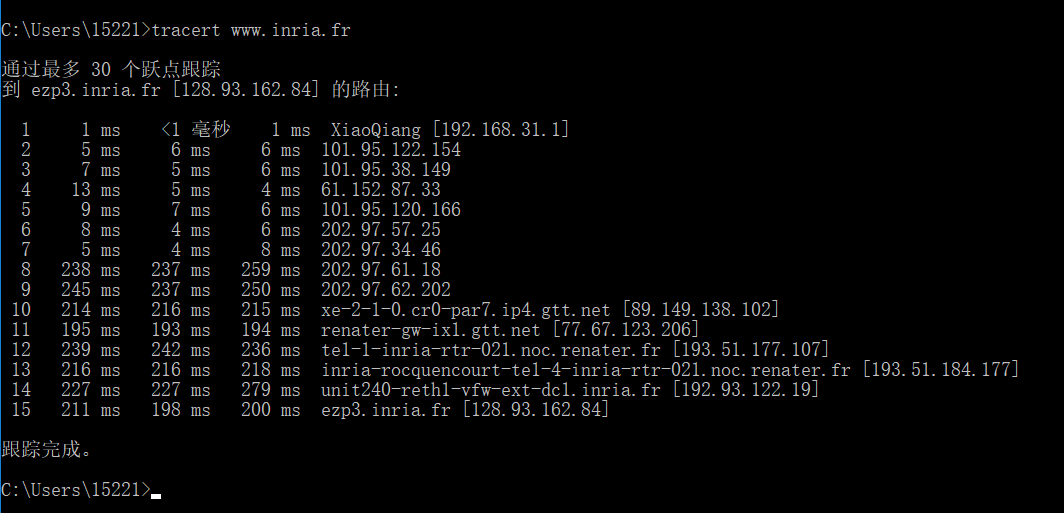 C:\Users\15221>tracert www.inria.fr
通过最多 30 个跃点跟踪
到 ezp3.inria.fr [128.93.162.84] 的路由:
1 1 ms <1 毫秒 1 ms XiaoQiang [192.168.31.1]
2 5 ms 6 ms 6 ms 101.95.122.154
3 7 ms 5 ms 6 ms 101.95.38.149
4 13 ms 5 ms 4 ms 61.152.87.33
5 9 ms 7 ms 6 ms 101.95.120.166
6 8 ms 4 ms 6 ms 202.97.57.25
7 5 ms 4 ms 8 ms 202.97.34.46
8 238 ms 237 ms 259 ms 202.97.61.18
9 245 ms 237 ms 250 ms 202.97.62.202
10 214 ms 216 ms 215 ms xe-2-1-0.cr0-par7.ip4.gtt.net [89.149.138.102]
11 195 ms 193 ms 194 ms renater-gw-ix1.gtt.net [77.67.123.206]
12 239 ms 242 ms 236 ms tel-1-inria-rtr-021.noc.renater.fr [193.51.177.107]
13 216 ms 216 ms 218 ms inria-rocquencourt-tel-4-inria-rtr-021.noc.renater.fr [193.51.184.177]
14 227 ms 227 ms 279 ms unit240-reth1-vfw-ext-dc1.inria.fr [192.93.122.19]
15 211 ms 198 ms 200 ms ezp3.inria.fr [128.93.162.84]
跟踪完成。
C:\Users\15221>